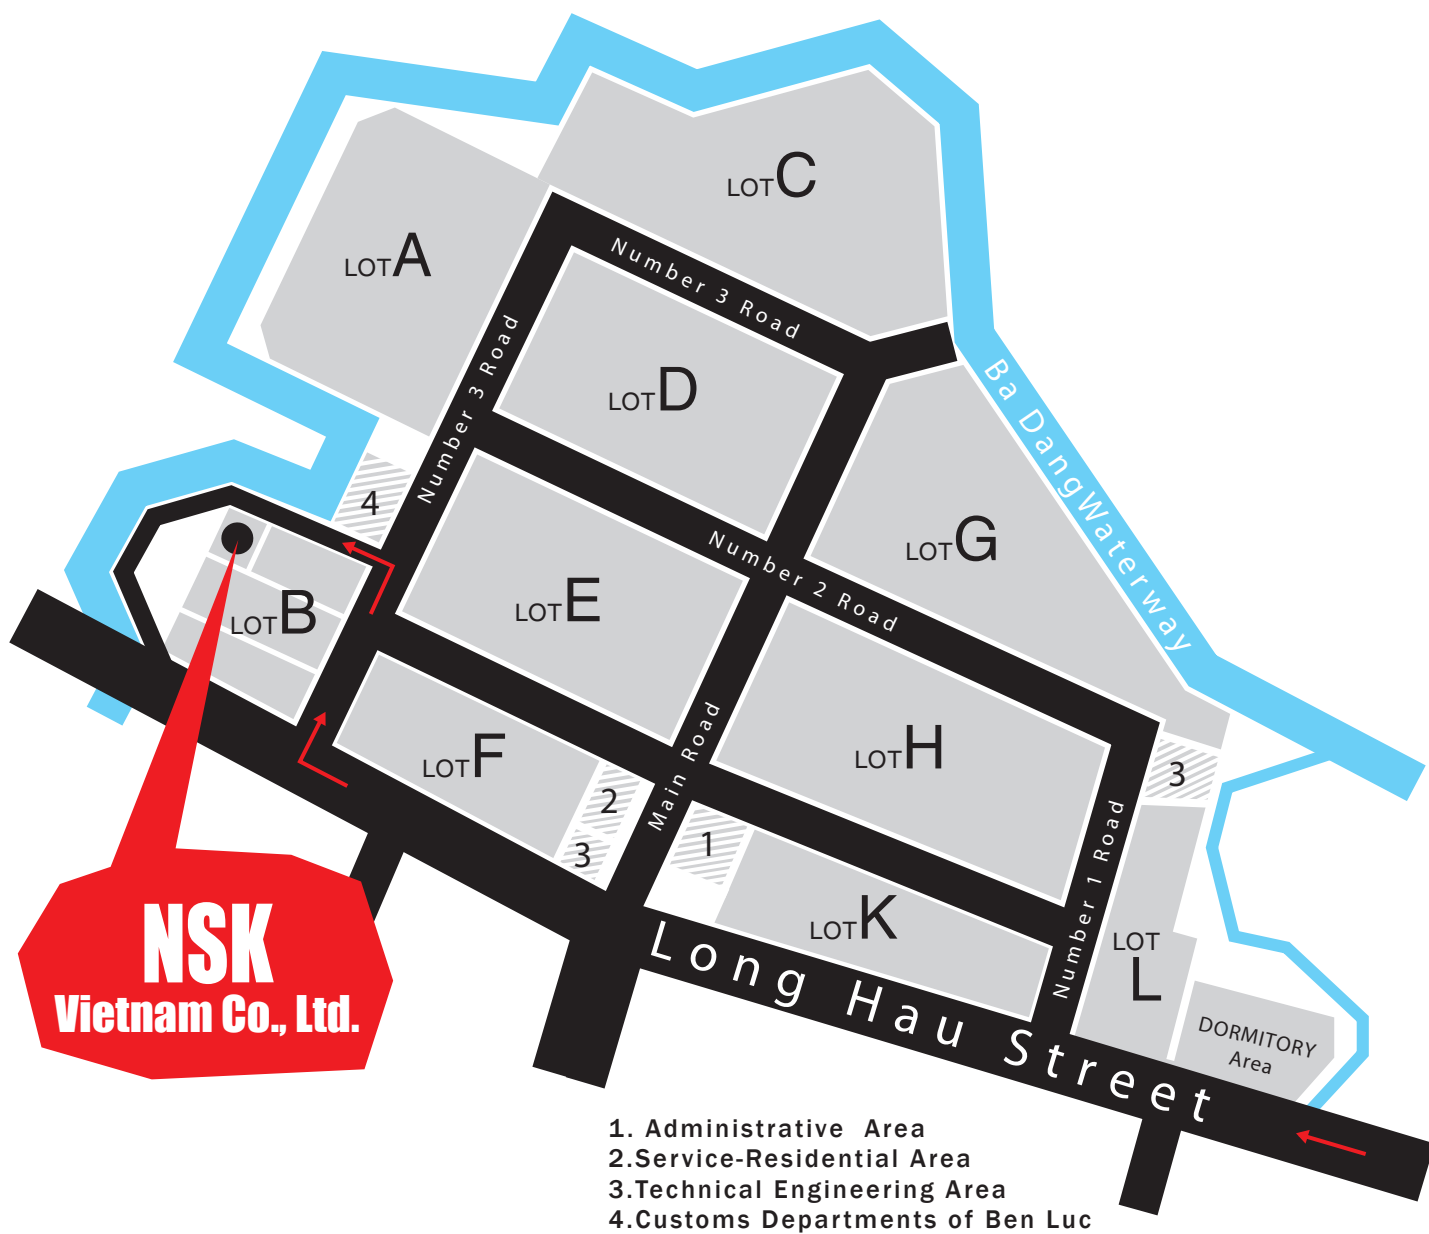 LOT C
LOT A
Number 3 Road
Number 3 Road
LOT D
Ba DangWaterway
4
LOT G
Number 2 Road
LOT E
LOT B
Main Road
LOT F
LOT H
2
3
1
3
Number 1 Road
LOT K
LOT
L
NSK
Vietnam Co., Ltd.
Long Hau Street
DORMITORY
Area
1. Administrative Area
2.Service-Residential Area
3.Technical Engineering Area
4.Customs Departments of Ben Luc